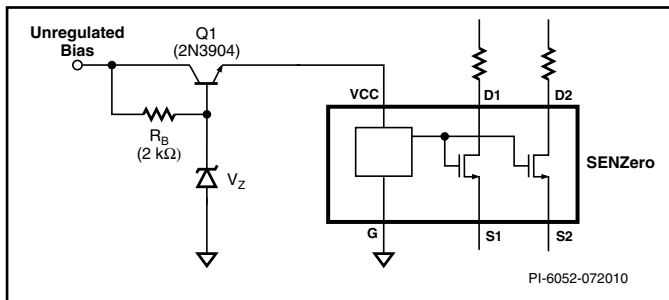 Unregulated
Bias
Q1
(2N3904)
R_B
(2 kΩ)
V_Z
VCC
D1
D2
SENZero
G
S1
S2
PI-6052-072010